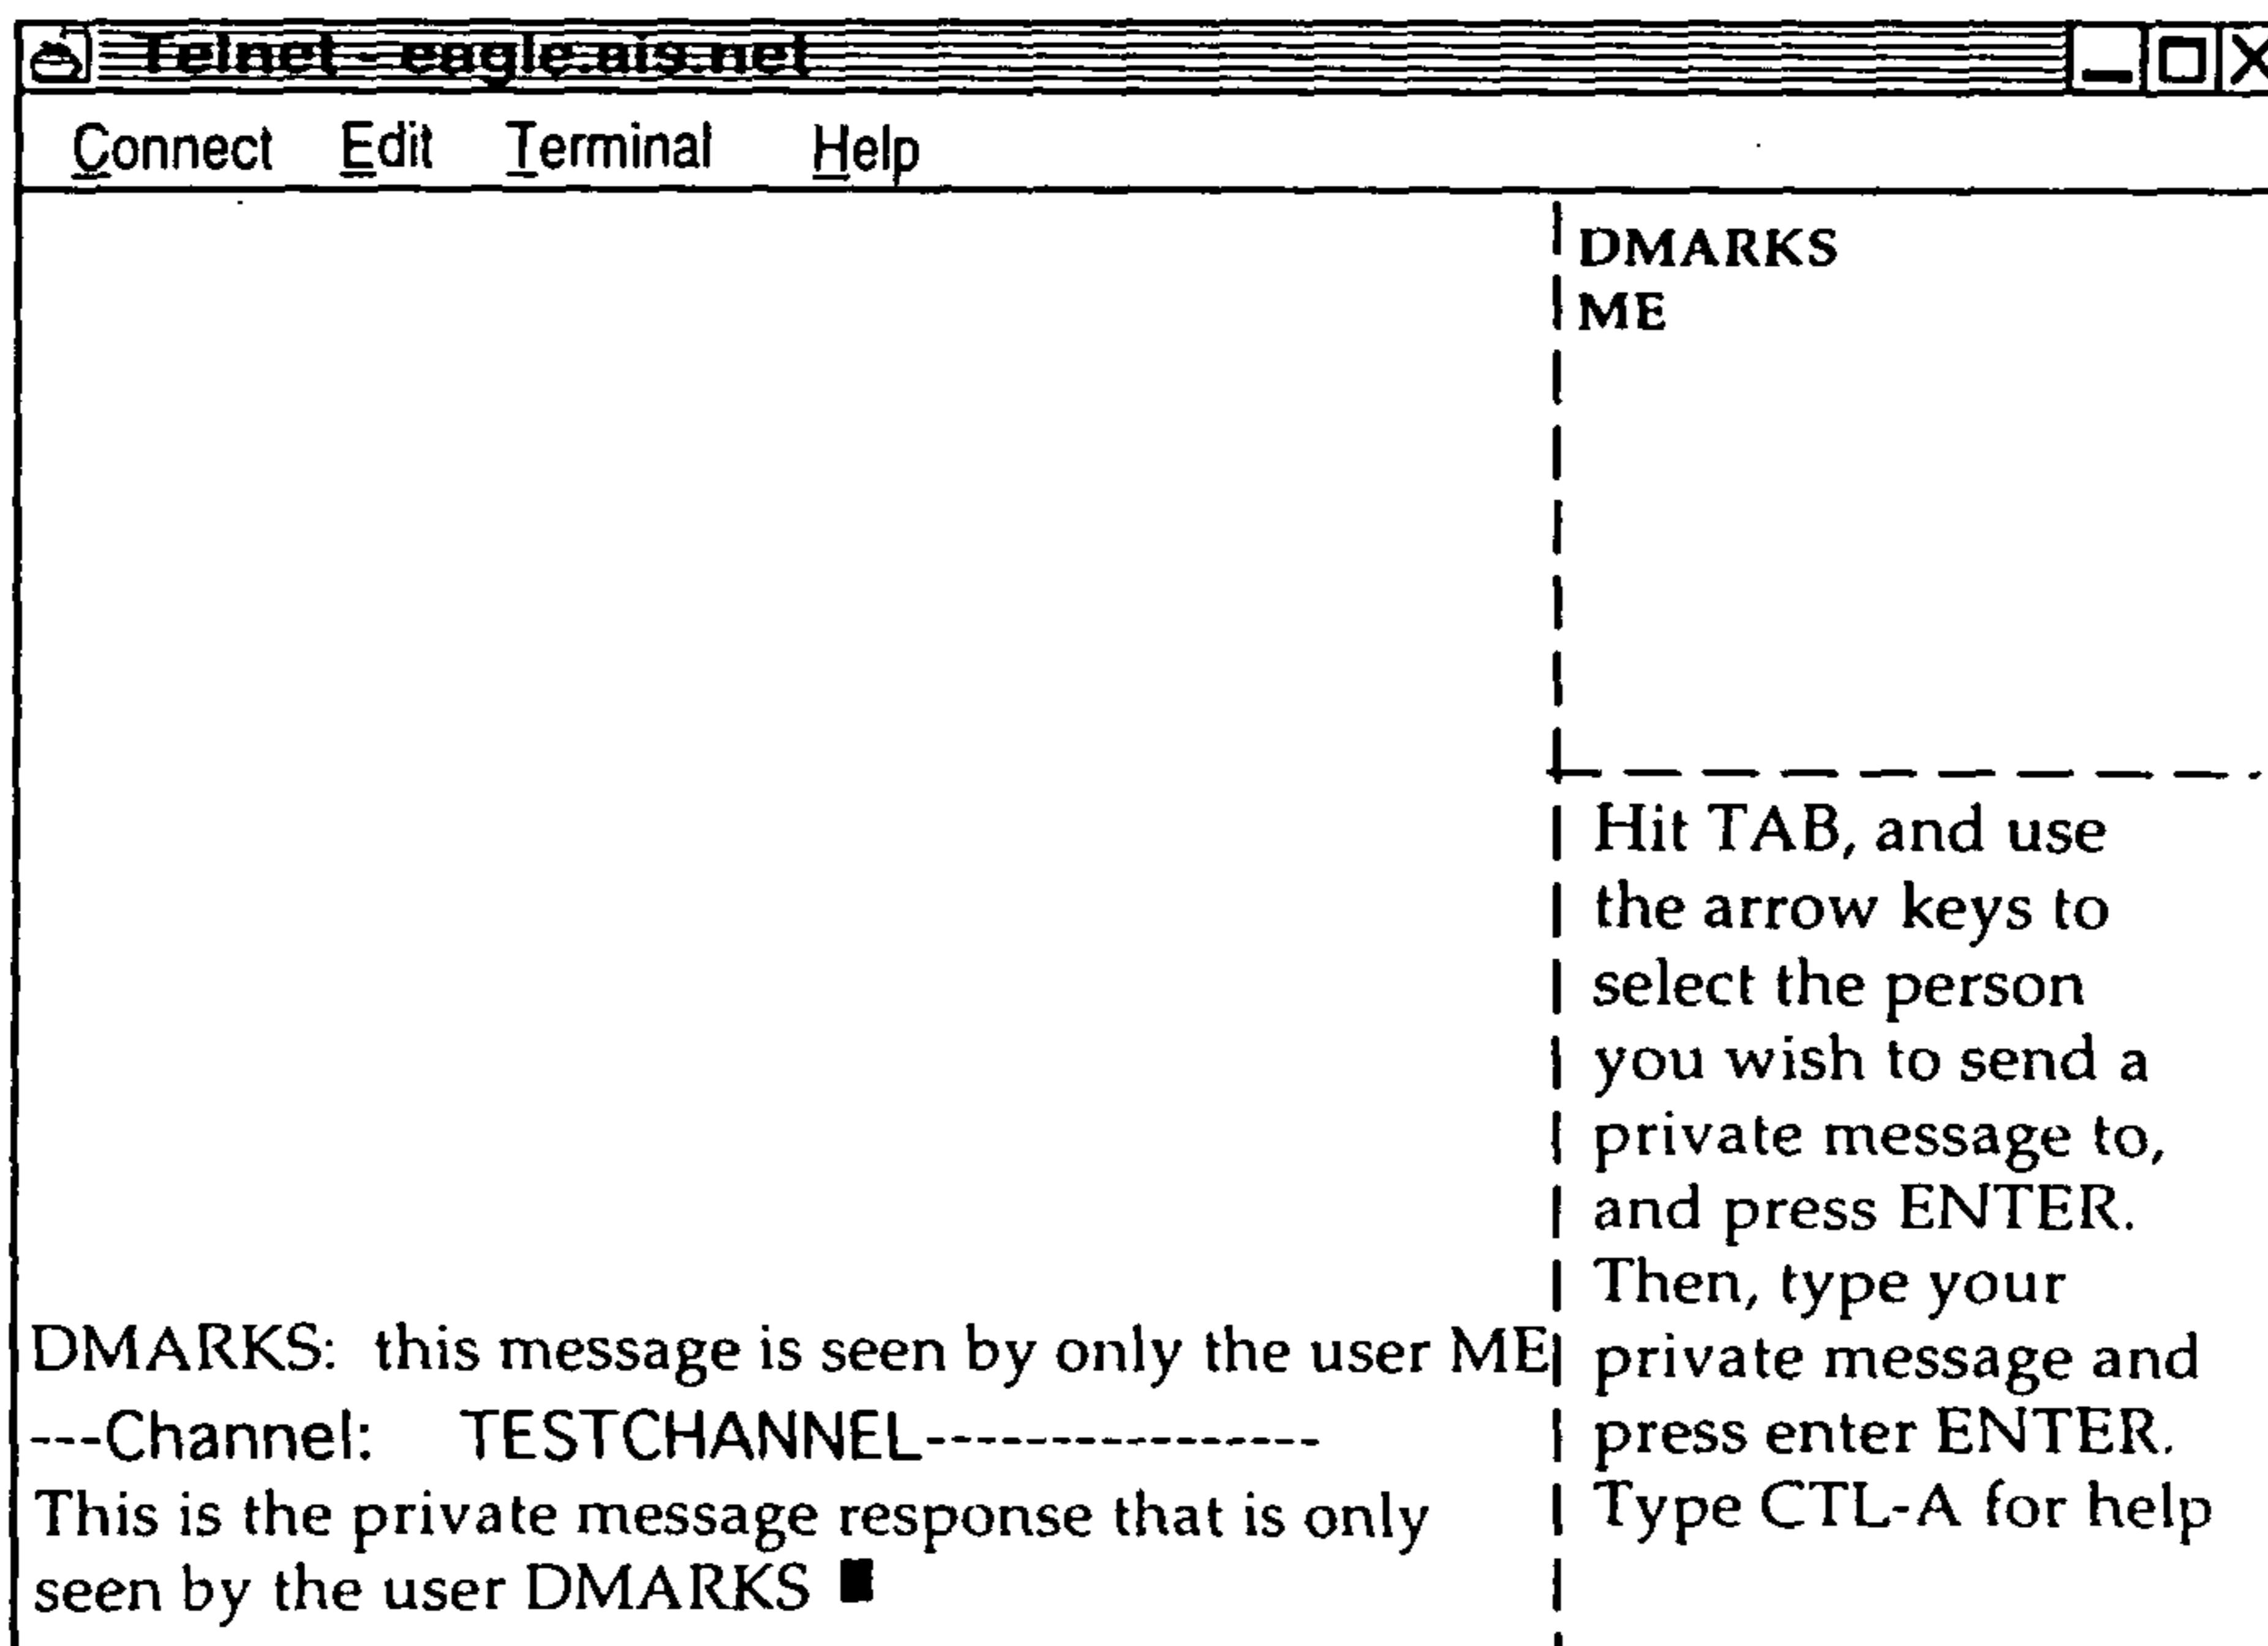 Telnet - eagle.ais.net
Connect Edit Terminal Help
DMARKS
ME
Hit TAB, and use
the arrow keys to
select the person
you wish to send a
private message to,
and press ENTER.
Then, type your
private message and
press enter ENTER.
Type CTL-A for help
DMARKS: this message is seen by only the user ME
---Channel: TESTCHANNEL-----------------
This is the private message response that is only
seen by the user DMARKS